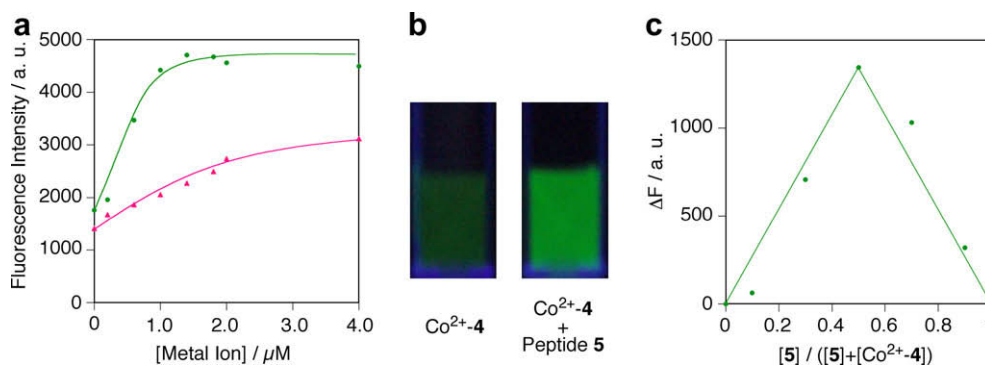 a
5000
4000
3000
2000
1000
0
Fluorescence Intensity / a. u.
0
1.0
2.0
3.0
4.0
[Metal Ion] / μM
b
Co²⁺-4
Co²⁺-4
+
Peptide 5
c
1500
1000
500
0
ΔF / a. u.
0
0.2
0.4
0.6
0.8
[5] / ([5]+[Co²⁺-4])